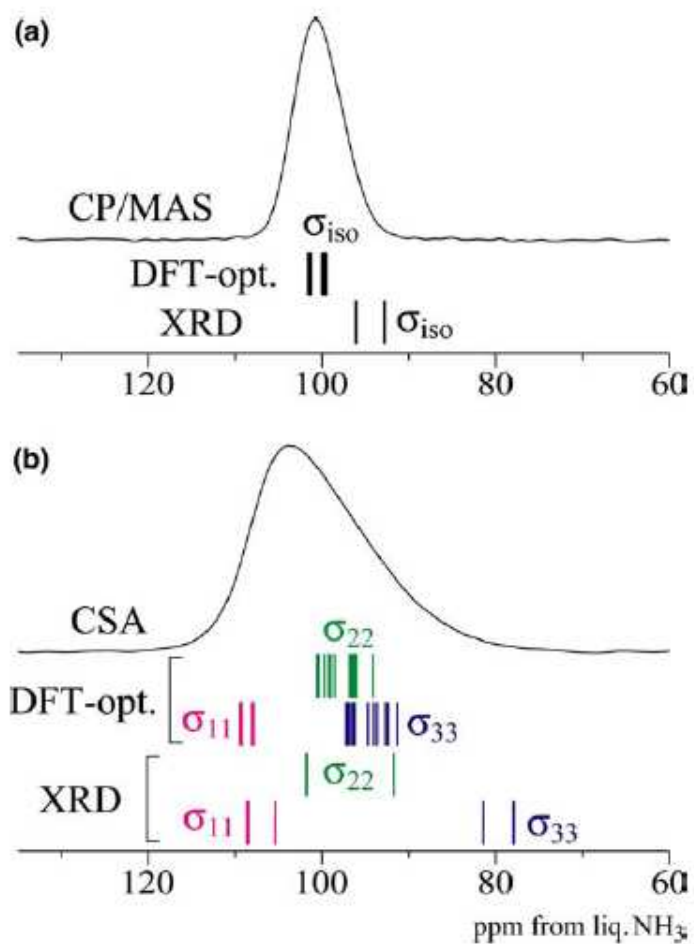 (a)
CP/MAS
σiso
DFT-opt.
XRD σiso
120 100 80 60
(b)
CSA
σ22
DFT-opt.
σ11 σ33
σ22
XRD
σ11 σ33
120 100 80 60
ppm from liq. NH3